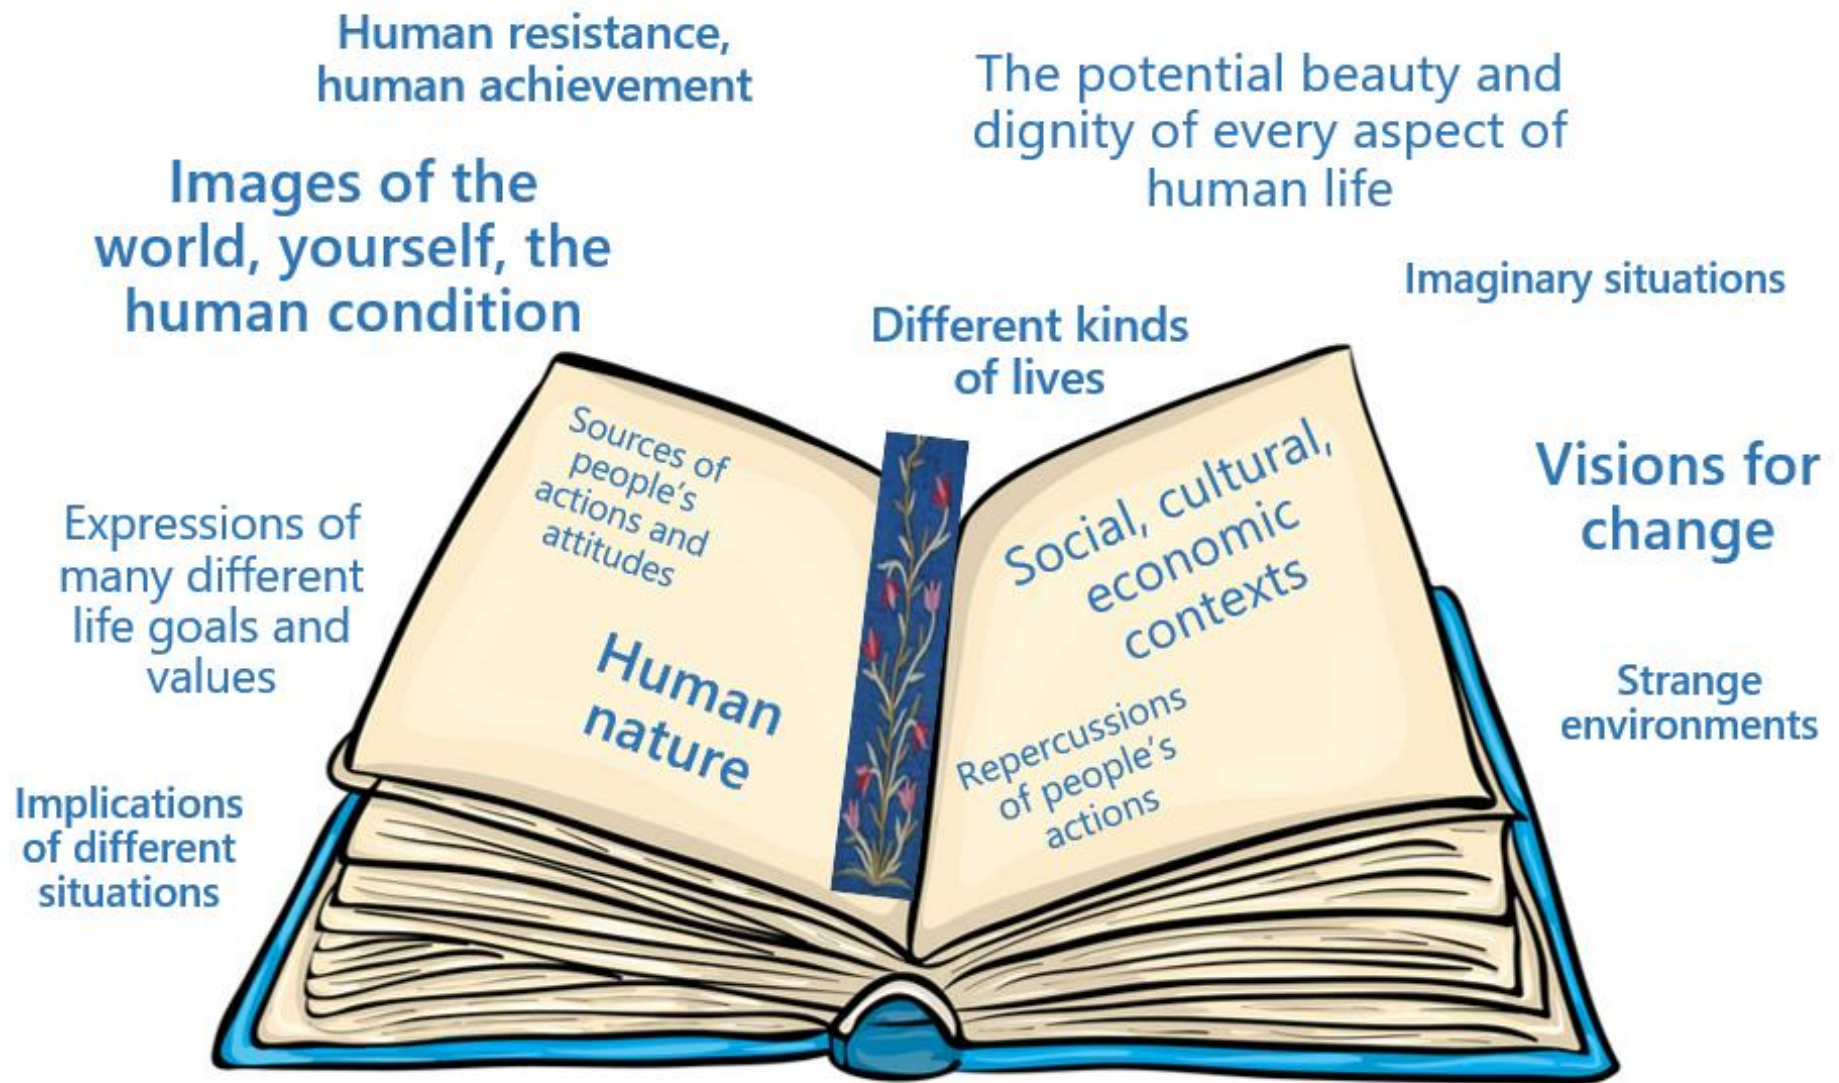 Human resistance,
human achievement
The potential beauty and
dignity of every aspect of
human life
Images of the
world, yourself, the
human condition
Imaginary situations
Different kinds
of lives
Sources of
people's
actions and
attitudes
Human
nature
Social, cultural,
economic
contexts
Repercussions
of people's
actions
Visions for
change
Expressions of
many different
life goals and
values
Strange
environments
Implications
of different
situations